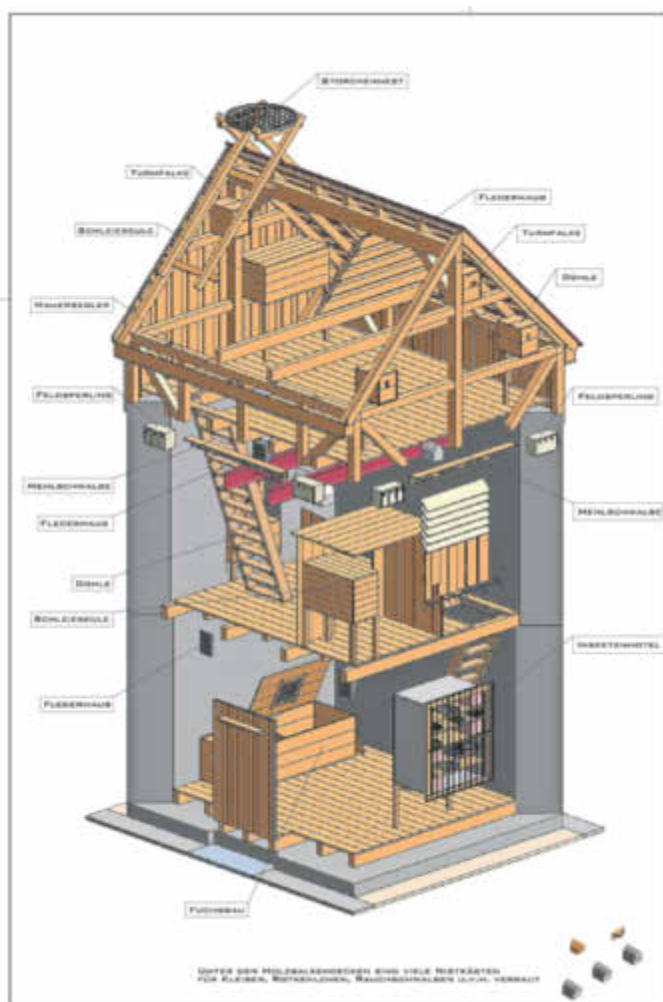 STORCHENNEST
TURMFALKE
FLEDERMAUS
SCHLEIEREULE
TURMFALKE
DOHLE
MAUERSEGLER
FELDSPERLING
FELDSPERLING
MEHLSCHWALBE
MEHLSCHWALBE
FLEDERMAUS
DOHLE
SCHLEIEREULE
INSEKTENHOTEL
FLEDERMAUS
FUCHSBAU
UNTER DEN HOLZBALKENDECKEN SIND VIELE NISTKÄSTEN
FÜR KLEIBER, ROTKEHLCHEN, RAUCHSCHWALBEN U.V.M. VERBAUT